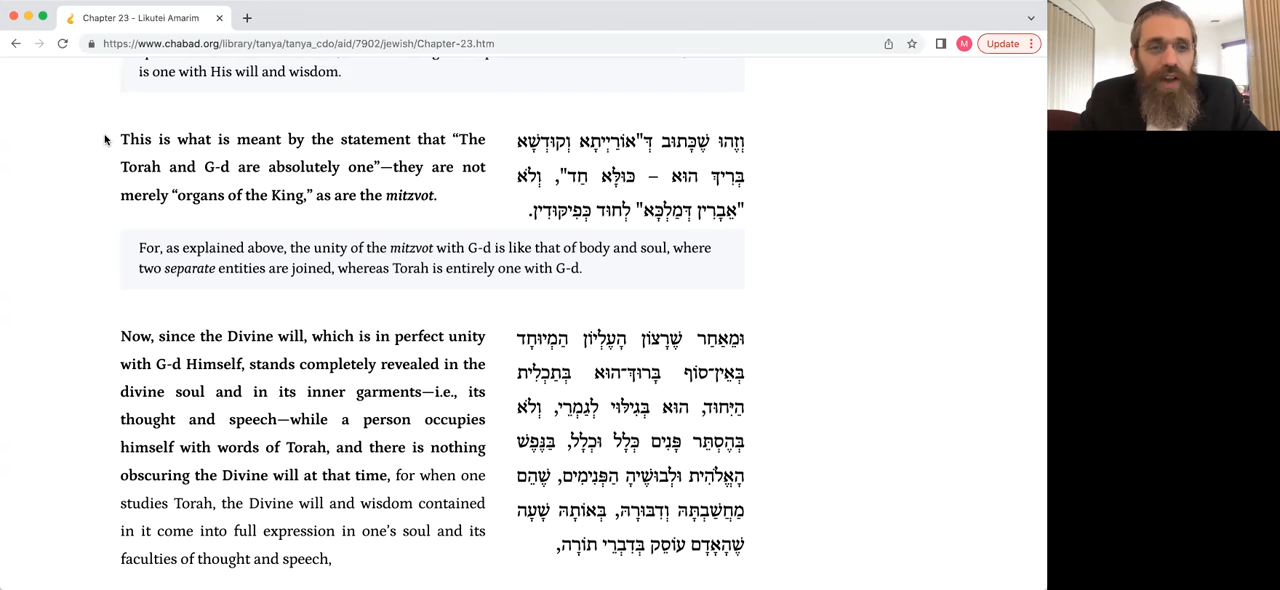 Chapter 23 - Likutei Amarim
https://www.chabad.org/library/tanya/tanya_cdo/aid/7902/jewish/Chapter-23.htm
M
Update
is one with His will and wisdom.
This is what is meant by the statement that “The
Torah and G-d are absolutely one”—they are not
merely “organs of the King,” as are the mitzvot.
וְזֶהוּ שֶׁכָּתוּב דְּ"אוֹרַיְיתָא וְקוּדְשָׁא
בְּרִיךְ הוּא – כּוּלָּא חַד", וְלֹא
"אֵבָרִין דְּמַלְכָּא" לְחוּד כְּפִיקּוּדִין.
For, as explained above, the unity of the mitzvot with G-d is like that of body and soul, where
two separate entities are joined, whereas Torah is entirely one with G-d.
Now, since the Divine will, which is in perfect unity
with G-d Himself, stands completely revealed in the
divine soul and in its inner garments—i.e., its
thought and speech—while a person occupies
himself with words of Torah, and there is nothing
obscuring the Divine will at that time, for when one
studies Torah, the Divine will and wisdom contained
in it come into full expression in one’s soul and its
faculties of thought and speech,
וּמֵאַחַר שֶׁרָצוֹן הָעֶלְיוֹן הַמְיוּחָד
בְּאֵין־סוֹף בָּרוּךְ־הוּא בְּתַכְלִית
הַיִּחוּד, הוּא בְּגִילּוּי לְגַמְרֵי, וְלֹא
בְּהֶסְתֵּר פָּנִים כְּלָל וּכְלָל, בַּנֶּפֶשׁ
הָאֱלֹהִית וּלְבוּשֶׁיהָ הַפְּנִימִים, שֶׁהֵם
מַחֲשַׁבְתָּהּ וְדִבּוּרָהּ, בְּאוֹתָהּ שָׁעָה
שֶׁהָאָדָם עוֹסֵק בְּדִבְרֵי תוֹרָה,